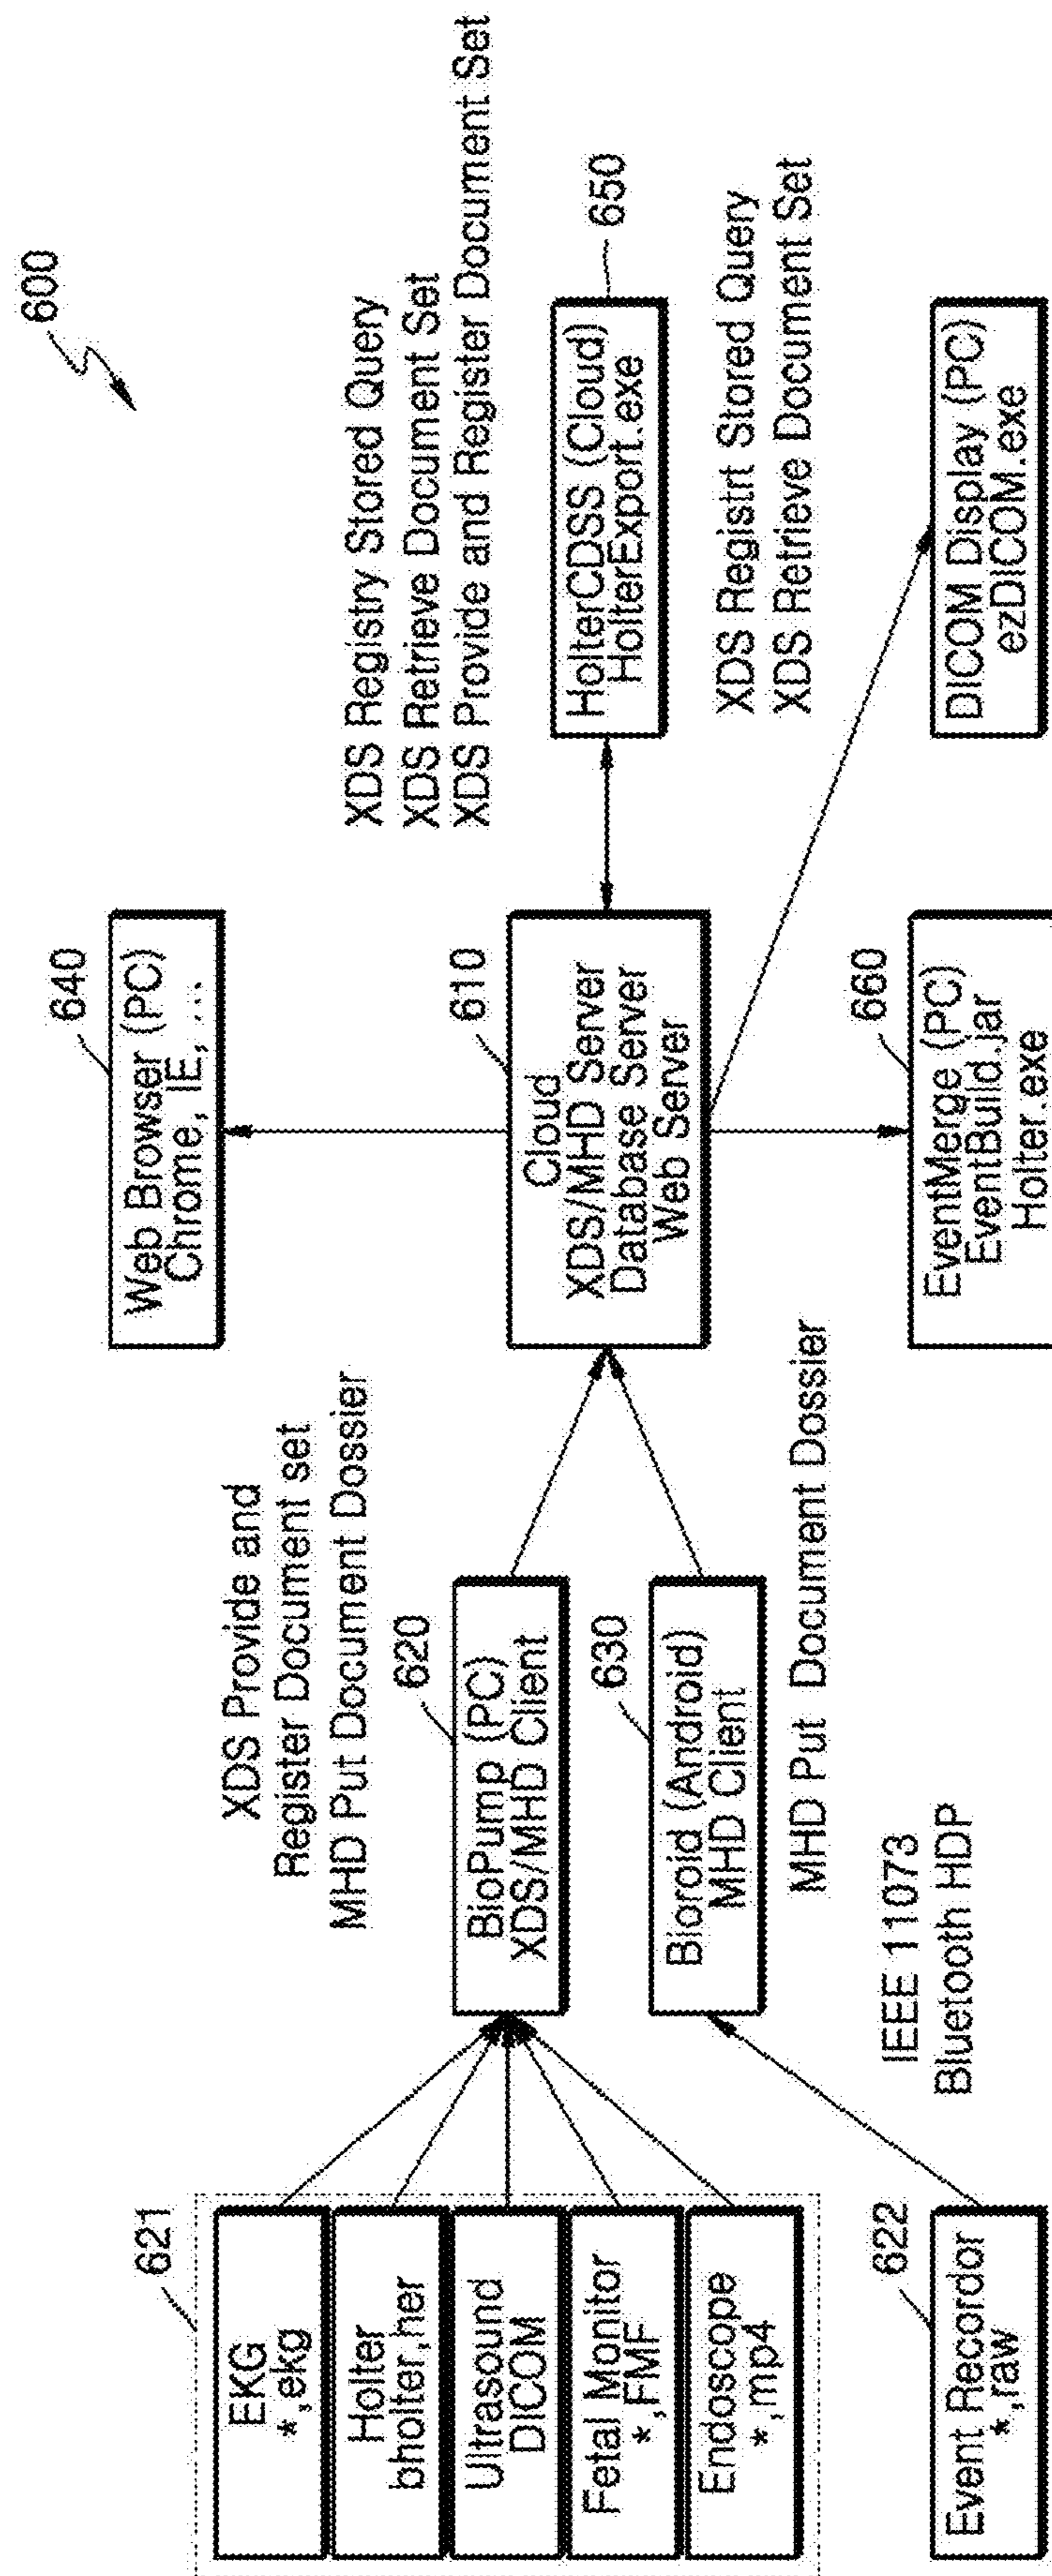 600
621
EKG
*,ekg
Holter
bholter,her
Ultrasound
DICOM
Fetal Monitor
*,FMF
Endoscope
*,mp4
622
Event Recordor
*,raw
XDS Provide and
Register Document set
MHD Put Document Dossier
620
BioPump (PC)
XDS/MHD Client
630
Bioroid (Android)
MHD Client
MHD Put Document Dossier
IEEE 11073
Bluetooth HDP
640
Web Browser (PC)
Chrome, IE, ...
610
Cloud
XDS/MHD Server
Database Server
Web Server
660
EventMerge (PC)
EventBuild.jar
Holter.exe
XDS Registry Stored Query
XDS Retrieve Document Set
XDS Provide and Register Document Set
650
HolterCDSS (Cloud)
HolterExport.exe
XDS Registrt Stored Query
XDS Retrieve Document Set
DICOM Display (PC)
ezDICOM.exe